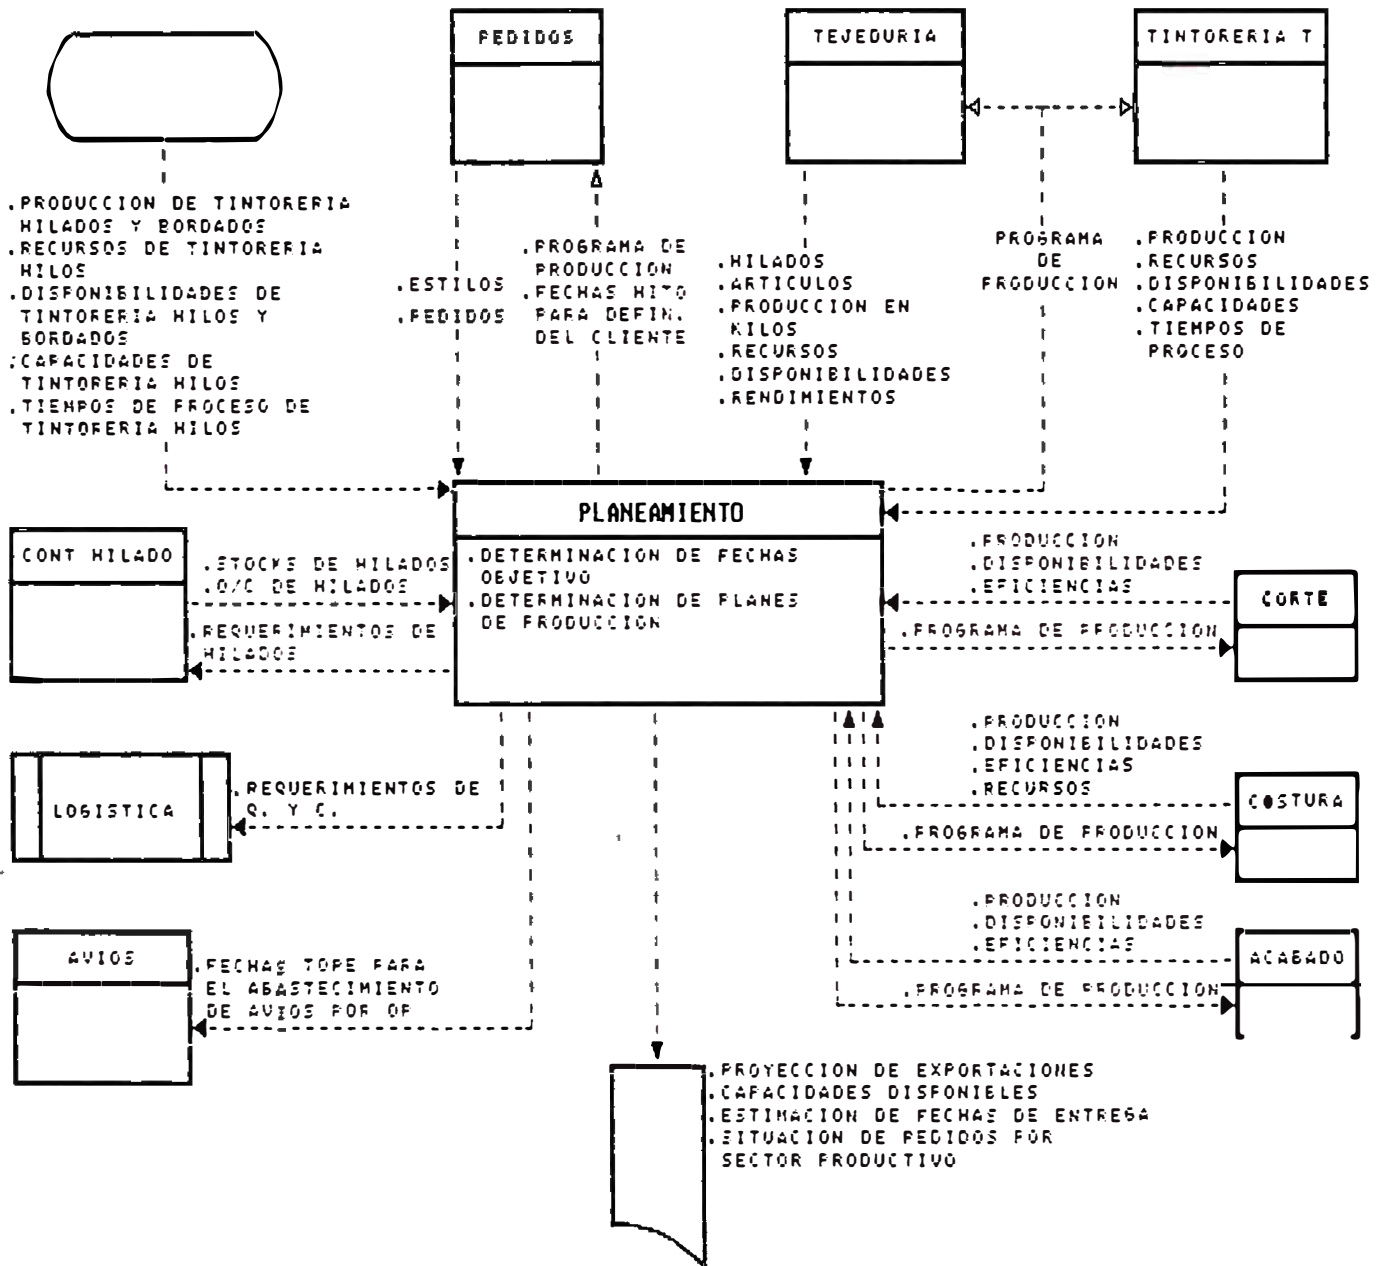 PEDIDOS
TEJEDURIA
TINTORERIA T
.PRODUCCION DE TINTORERIA
HILADOS Y BORDADOS
.RECURSOS DE TINTORERIA
HILOS
.DISPONIBILIDADES DE
TINTORERIA HILOS Y
BORDADOS
.CAPACIDADES DE
TINTORERIA HILOS
.TIEMPOS DE PROCESO DE
TINTORERIA HILOS
.ESTILOS
.PEDIDOS
.PROGRAMA DE
PRODUCCION
.FECHAS HITO
PARA DEFIN.
DEL CLIENTE
.HILADOS
.ARTICULOS
.PRODUCCION EN
KILOS
.RECURSOS
.DISPONIBILIDADES
.RENDIMIENTOS
PROGRAMA
DE
PRODUCCION
.PRODUCCION
.RECURSOS
.DISPONIBILIDADES
.CAPACIDADES
.TIEMPOS DE
PROCESO
PLANEAMIENTO
.DETERMINACION DE FECHAS
OBJETIVO
.DETERMINACION DE PLANES
DE PRODUCCION
CONT HILADO
.STOCKS DE HILADOS
.O/C DE HILADOS
.REQUERIMIENTOS DE
HILADOS
.PRODUCCION
.DISPONIBILIDADES
.EFICIENCIAS
CORTE
.PROGRAMA DE PRODUCCION
LOGISTICA
.REQUERIMIENTOS DE
Q. Y C.
.PRODUCCION
.DISPONIBILIDADES
.EFICIENCIAS
.RECURSOS
COSTURA
.PROGRAMA DE PRODUCCION
AVIOS
.FECHAS TOPE PARA
EL ABASTECIMIENTO
DE AVIOS POR OP
.PRODUCCION
.DISPONIBILIDADES
.EFICIENCIAS
ACABADO
.PROGRAMA DE PRODUCCION
.PROYECCION DE EXPORTACIONES
.CAPACIDADES DISPONIBLES
.ESTIMACION DE FECHAS DE ENTREGA
.SITUACION DE PEDIDOS POR
SECTOR PRODUCTIVO